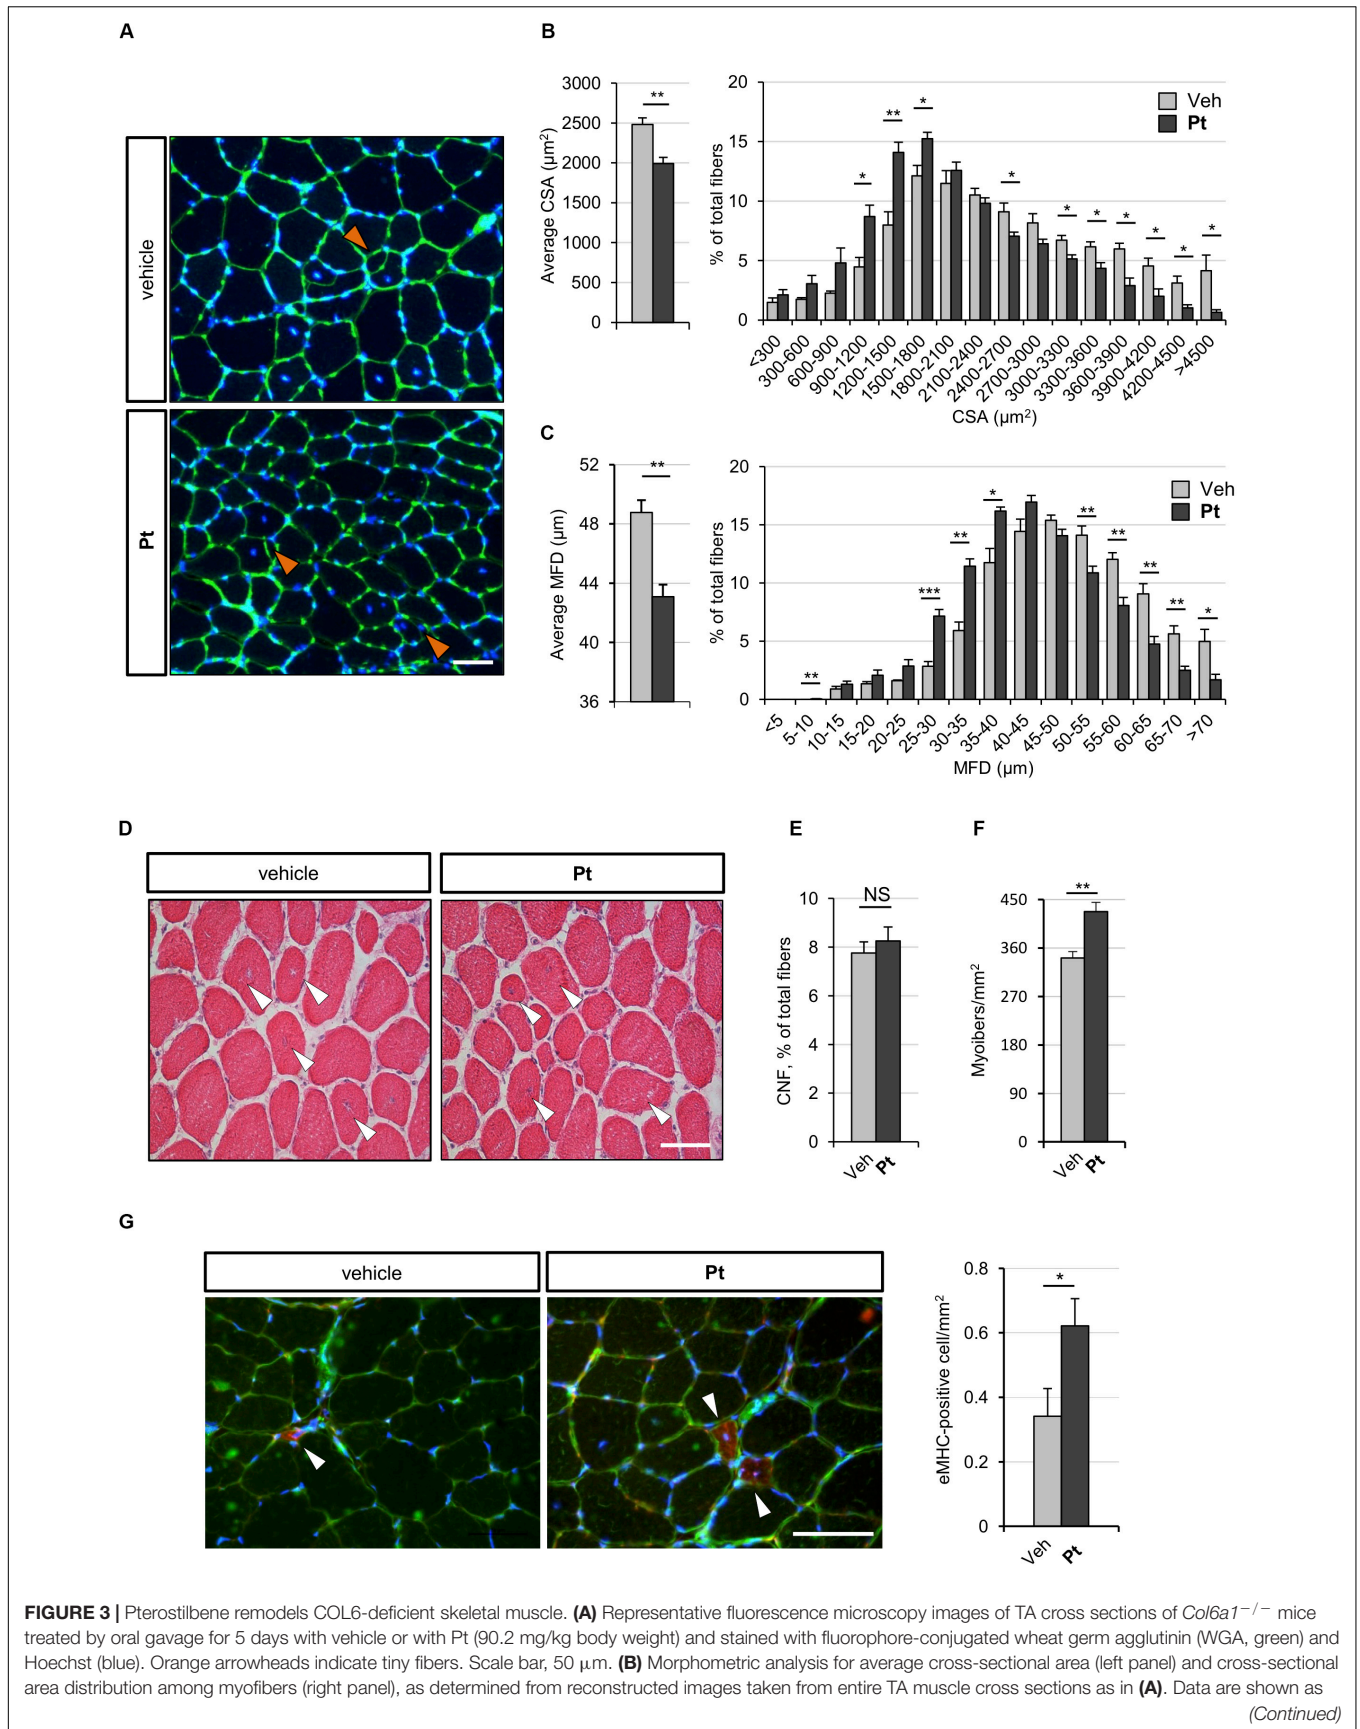 A
vehicle
Pt
B
3000
2500
2000
1500
1000
500
0
Average CSA (µm²)
**
20
15
10
5
0
% of total fibers
Veh
Pt
* ** * * * * * * * *
<300 300-600 600-900 900-1200 1200-1500 1500-1800 1800-2100 2100-2400 2400-2700 2700-3000 3000-3300 3300-3600 3600-3900 3900-4200 4200-4500 >4500
CSA (µm²)
C
52
48
44
40
36
Average MFD (µm)
**
20
15
10
5
0
% of total fibers
Veh
Pt
** *** ** * ** ** ** ** *
<5 5-10 10-15 15-20 20-25 25-30 30-35 35-40 40-45 45-50 50-55 55-60 60-65 65-70 >70
MFD (µm)
D
vehicle
Pt
E
10
8
6
4
2
0
CNF, % of total fibers
NS
Veh Pt
F
450
360
270
180
90
0
Myoibers/mm²
**
Veh Pt
G
vehicle
Pt
0.8
0.6
0.4
0.2
0
eMHC-positive cell/mm²
*
Veh Pt
FIGURE 3 | Pterostilbene remodels COL6-deficient skeletal muscle. (A) Representative fluorescence microscopy images of TA cross sections of Col6a1−/− mice
treated by oral gavage for 5 days with vehicle or with Pt (90.2 mg/kg body weight) and stained with fluorophore-conjugated wheat germ agglutinin (WGA, green) and
Hoechst (blue). Orange arrowheads indicate tiny fibers. Scale bar, 50 µm. (B) Morphometric analysis for average cross-sectional area (left panel) and cross-sectional
area distribution among myofibers (right panel), as determined from reconstructed images taken from entire TA muscle cross sections as in (A). Data are shown as
(Continued)